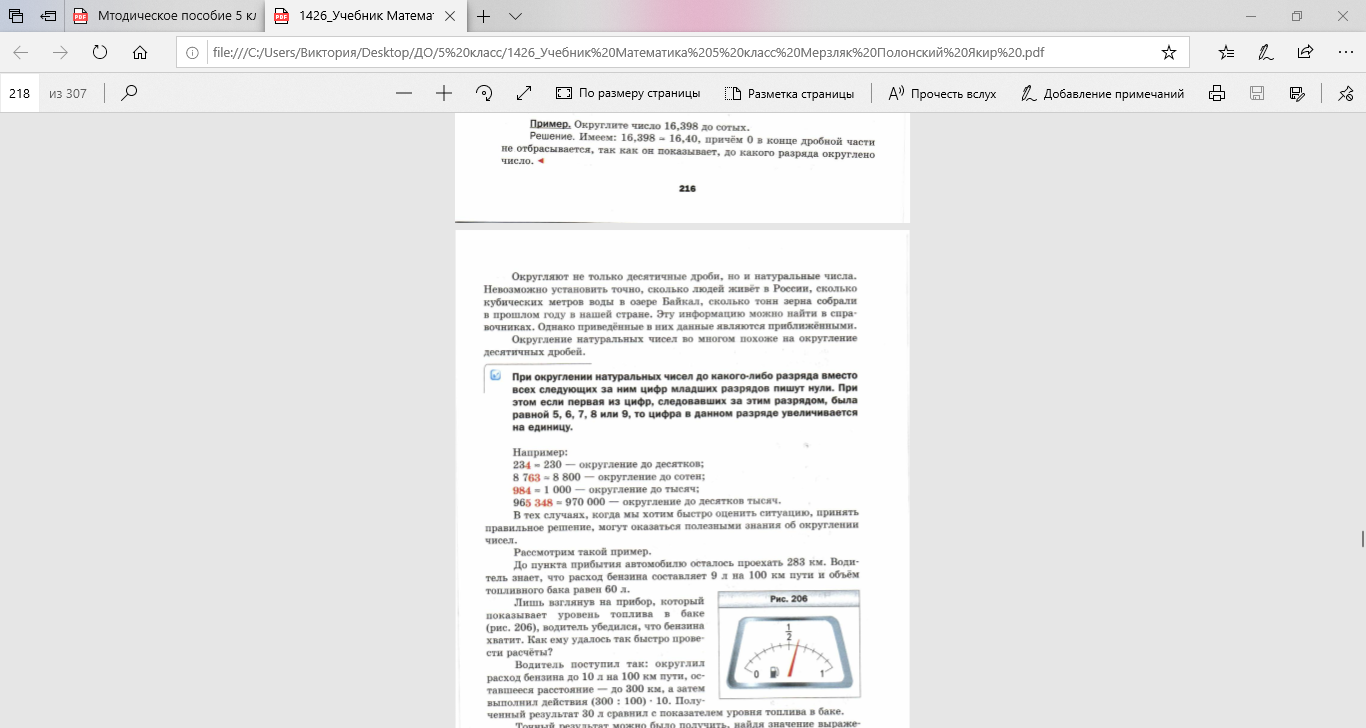 Мтодическое пособие 5 кл
1426_Учебник Математ
file:///C:/Users/Виктория/Desktop/ДО/5%20класс/1426_Учебник%20Математика%205%20класс%20Мерзляк%20Полонский%20Якир%20.pdf
218 из 307
По размеру страницы
Разметка страницы
Прочесть вслух
Добавление примечаний
Пример. Округлите число 16,398 до сотых.
Решение. Имеем: 16,398 ≈ 16,40, причём 0 в конце дробной части
не отбрасывается, так как он показывает, до какого разряда округлено
число. ◄
216
Округляют не только десятичные дроби, но и натуральные числа.
Невозможно установить точно, сколько людей живёт в России, сколько
кубических метров воды в озере Байкал, сколько тонн зерна собрали
в прошлом году в нашей стране. Эту информацию можно найти в спра-
вочниках. Однако приведённые в них данные являются приближёнными.
Округление натуральных чисел во многом похоже на округление
десятичных дробей.
При округлении натуральных чисел до какого-либо разряда вместо
всех следующих за ним цифр младших разрядов пишут нули. При
этом если первая из цифр, следовавших за этим разрядом, была
равной 5, 6, 7, 8 или 9, то цифра в данном разряде увеличивается
на единицу.
Например:
234 ≈ 230 — округление до десятков;
8 763 ≈ 8 800 — округление до сотен;
984 ≈ 1 000 — округление до тысяч;
965 348 ≈ 970 000 — округление до десятков тысяч.
В тех случаях, когда мы хотим быстро оценить ситуацию, принять
правильное решение, могут оказаться полезными знания об округлении
чисел.
Рассмотрим такой пример.
До пункта прибытия автомобилю осталось проехать 283 км. Води-
тель знает, что расход бензина составляет 9 л на 100 км пути и объём
топливного бака равен 60 л.
Лишь взглянув на прибор, который
показывает уровень топлива в баке
(рис. 206), водитель убедился, что бензина
хватит. Как ему удалось так быстро прове-
сти расчёты?
Водитель поступил так: округлил
расход бензина до 10 л на 100 км пути, ос-
тавшееся расстояние — до 300 км, а затем
выполнил действия (300 : 100) · 10. Полу-
ченный результат 30 л сравнил с показателем уровня топлива в баке.
Точный результат можно было получить, найдя значение выраже-
Рис. 206
1
2
0
1